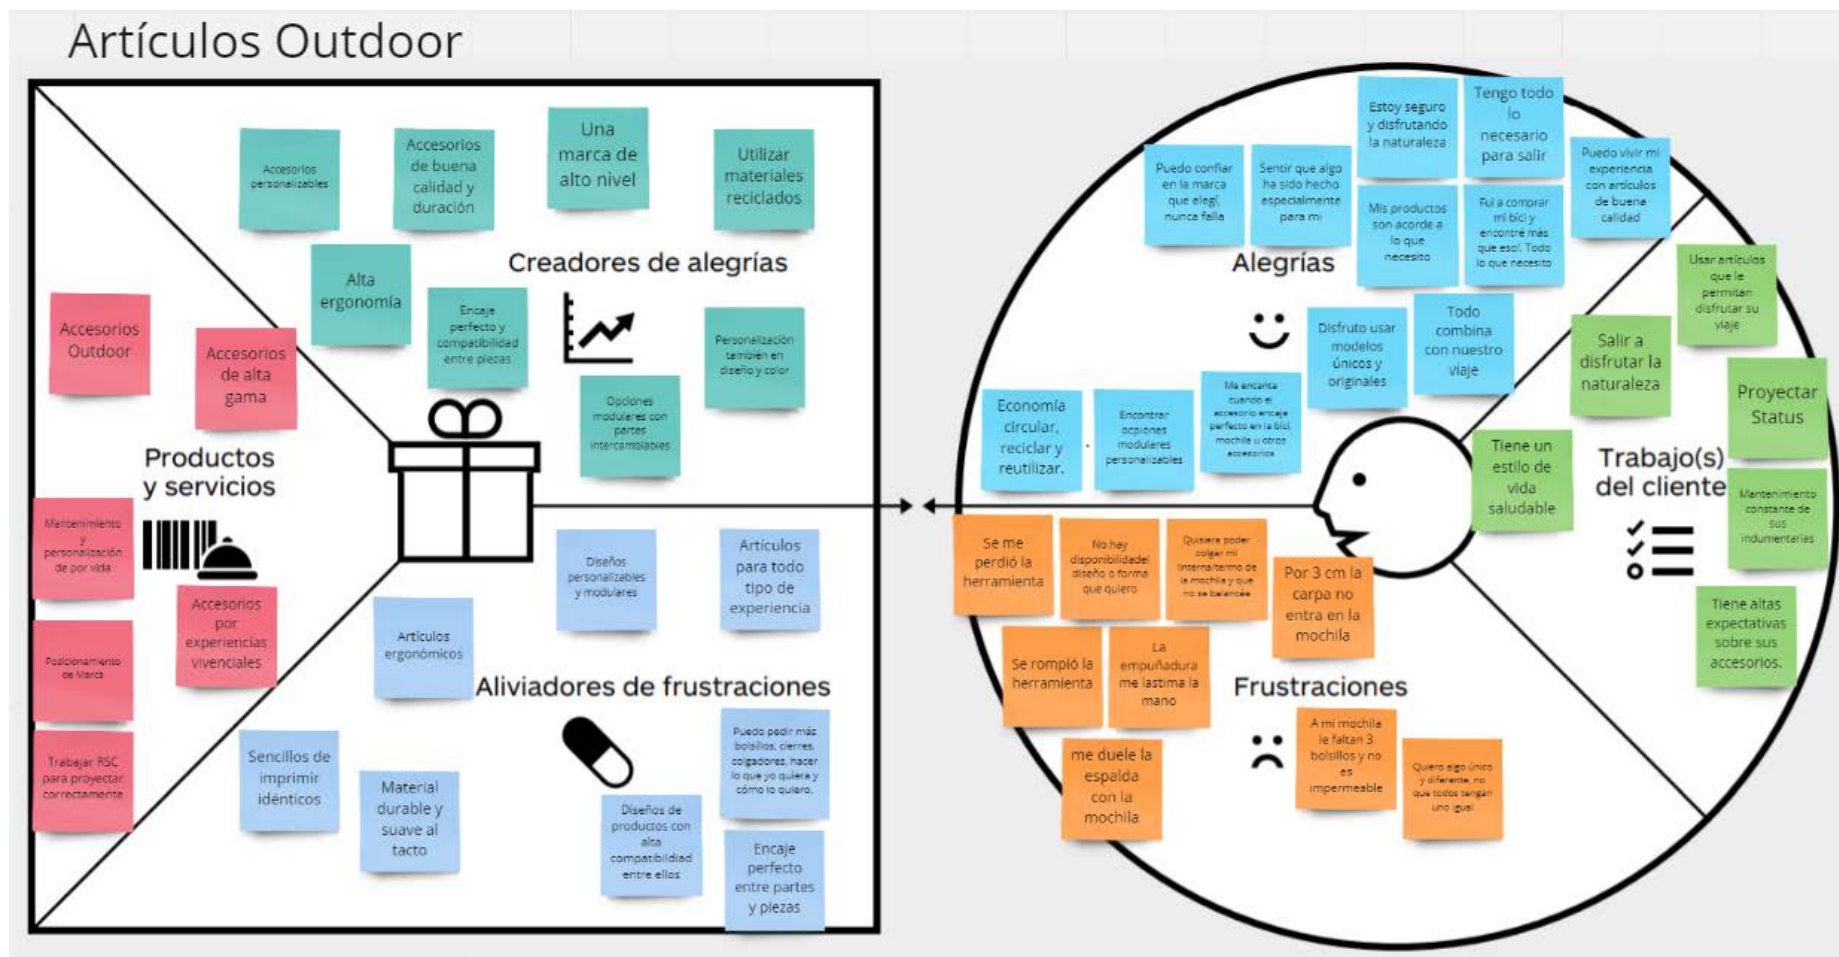 Artículos Outdoor
Accesorios
personalizables
Accesorios
de buena
calidad y
duración
Una
marca de
alto nivel
Utilizar
materiales
reciclados
Creadores de alegrías
Alta
ergonomía
Encaje
perfecto y
compatibilidad
entre piezas
Personalización
también en
diseño y color
Opciones
modulares con
partes
intercambiables
Accesorios
Outdoor
Accesorios
de alta
gama
Productos
y servicios
Mantenimiento
y
personalización
de por vida
Accesorios
por
experiencias
vivenciales
Posicionamiento
de Marca
Trabajar RSC
para proyectar
correctamente
Diseños
personalizables
y modulares
Artículos
para todo
tipo de
experiencia
Artículos
ergonómicos
Aliviadores de frustraciones
Sencillos de
imprimir
idénticos
Material
durable y
suave al
tacto
Puedo pedir más
bolsillos, cierres,
colgadores, hacer
lo que yo quiera y
cómo lo quiero.
Diseños de
productos con
alta
compatibilidad
entre ellos
Encaje
perfecto
entre partes
y piezas
Puedo confiar
en la marca
que elegí,
nunca falla
Sentir que algo
ha sido hecho
especialmente
para mi
Estoy seguro
y disfrutando
la naturaleza
Tengo todo
lo
necesario
para salir
Puedo vivir mi
experiencia
con artículos
de buena
calidad
Mis productos
son acorde a
lo que
necesito
Fui a comprar
mi bici y
encontré más
que eso!. Todo
lo que necesito
Alegrías
Disfruto usar
modelos
únicos y
originales
Todo
combina
con nuestro
viaje
Economía
circular,
reciclar y
reutilizar.
.
Encontrar
ocpiones
modulares
personalizables
Me encanta
cuando el
accesorio encaje
perfecto en la bici,
mochila u otros
accesorios
Usar artículos
que le
permitan
disfrutar su
viaje
Salir a
disfrutar la
naturaleza
Proyectar
Status
Tiene un
estilo de
vida
saludable
Trabajo(s)
del cliente
Mantenimiento
constante de
sus
indumentarias
Tiene altas
expectativas
sobre sus
accesorios.
Se me
perdió la
herramienta
No hay
disponibilidadel
diseño o forma
que quiero
Quisiera poder
colgar mi
linterna/termo de
la mochila y que
no se balancée
Por 3 cm la
carpa no
entra en la
mochila
Se rompió la
herramienta
La
empuñadura
me lastima la
mano
Frustraciones
me duele la
espalda
con la
mochila
A mi mochila
le faltan 3
bolsillos y no
es
impermeable
Quiero algo único
y diferente, no
que todos tengan
uno igual